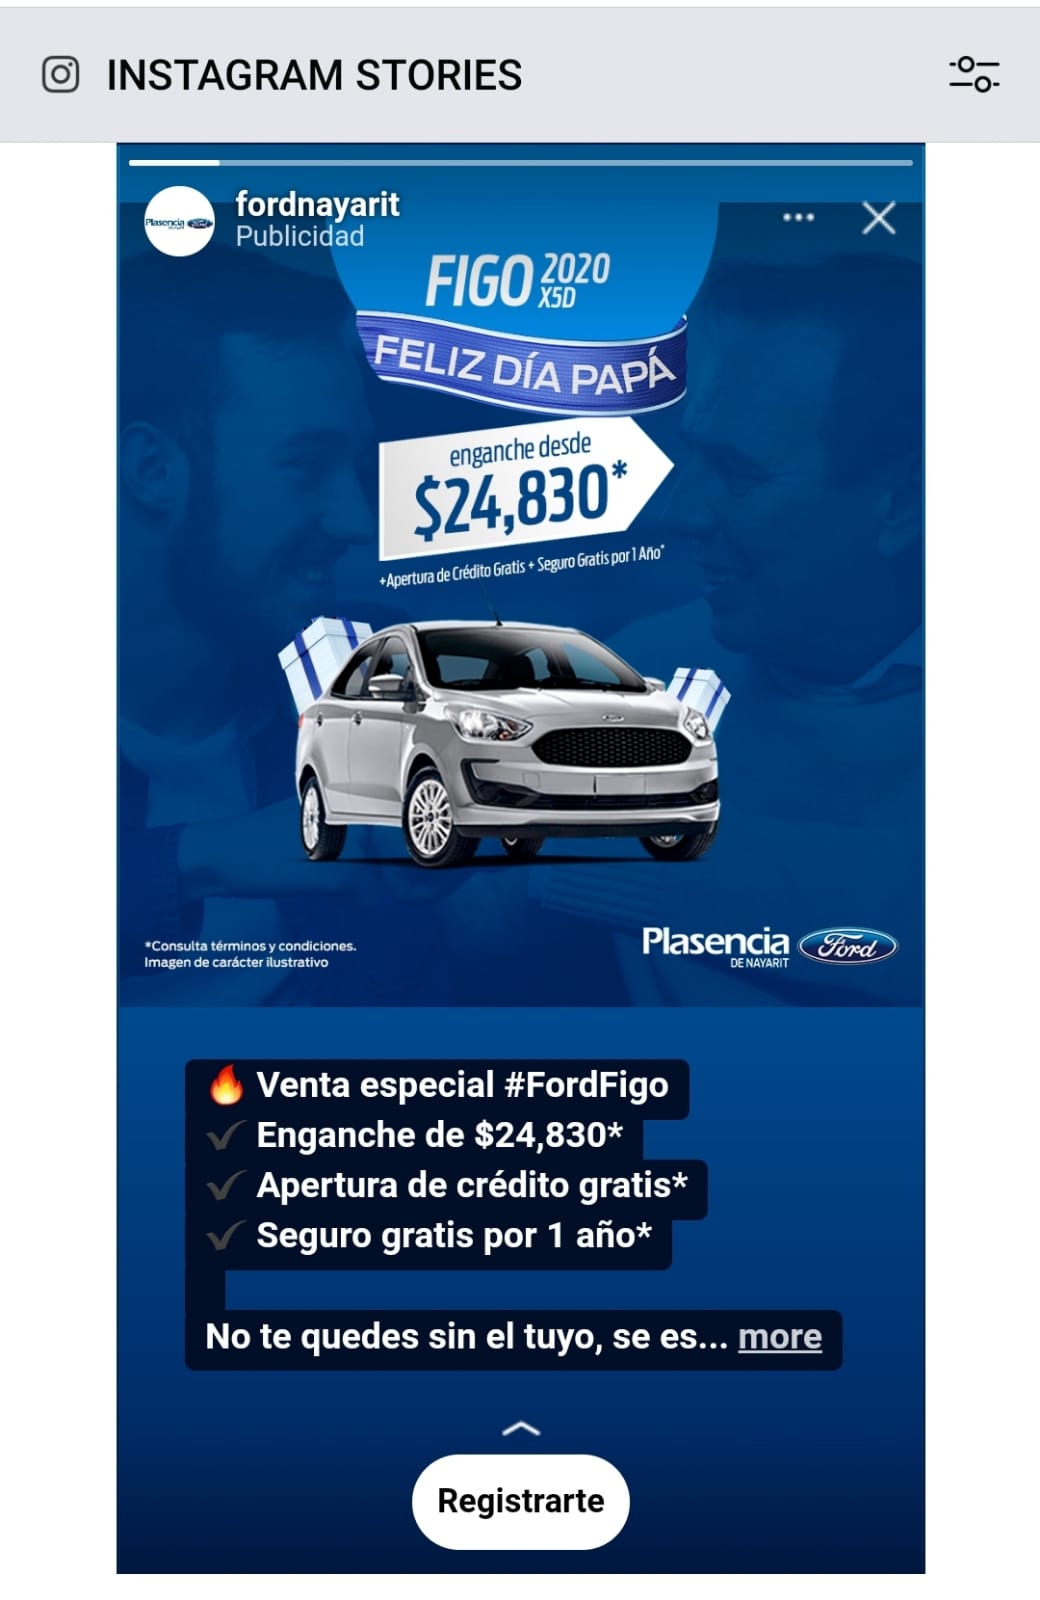 INSTAGRAM STORIES
fordnayarit
Publicidad
FIGO 2020
X5D
FELIZ DÍA PAPÁ
enganche desde
$24,830*
+Apertura de Crédito Gratis + Seguro Gratis por 1 Año*
*Consulta términos y condiciones.
Imagen de carácter ilustrativo
Plasencia
DE NAYARIT
Ford
🔥 Venta especial #FordFigo
✔ Enganche de $24,830*
✔ Apertura de crédito gratis*
✔ Seguro gratis por 1 año*
No te quedes sin el tuyo, se es... more
Registrarte